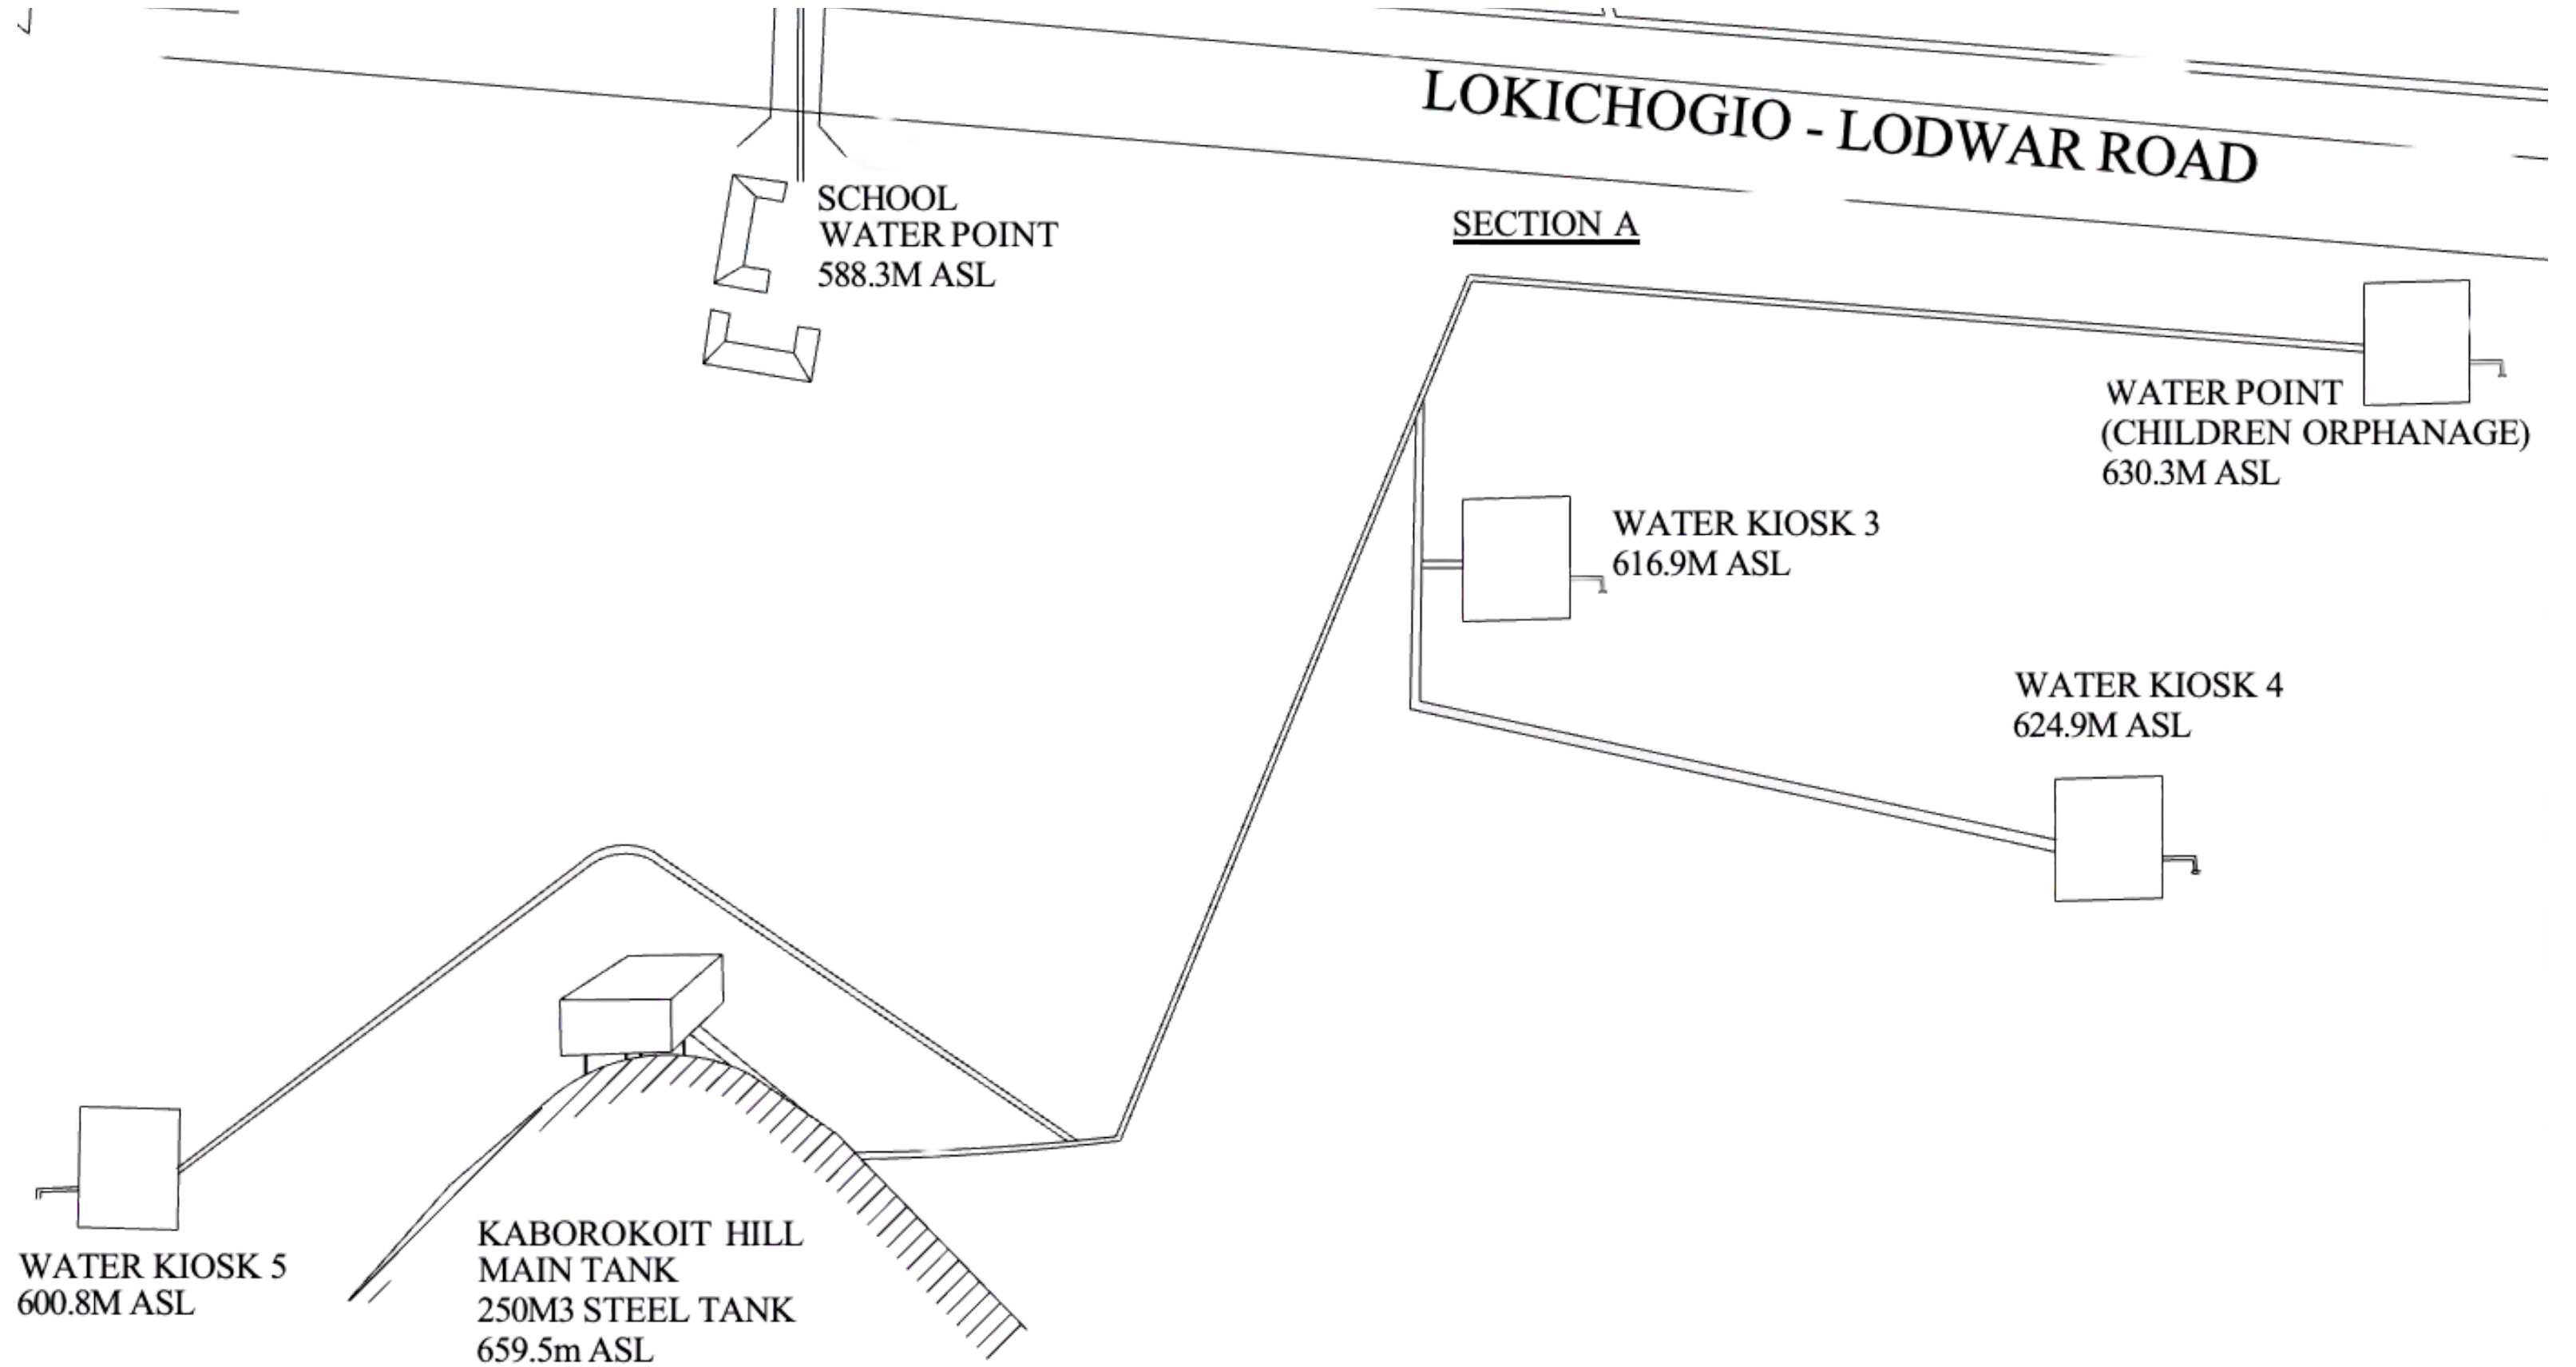 LOKICHOGIO - LODWAR ROAD
SCHOOL
WATER POINT
588.3M ASL
SECTION A
WATER POINT
(CHILDREN ORPHANAGE)
630.3M ASL
WATER KIOSK 3
616.9M ASL
WATER KIOSK 4
624.9M ASL
WATER KIOSK 5
600.8M ASL
KABOROKOIT HILL
MAIN TANK
250M3 STEEL TANK
659.5m ASL